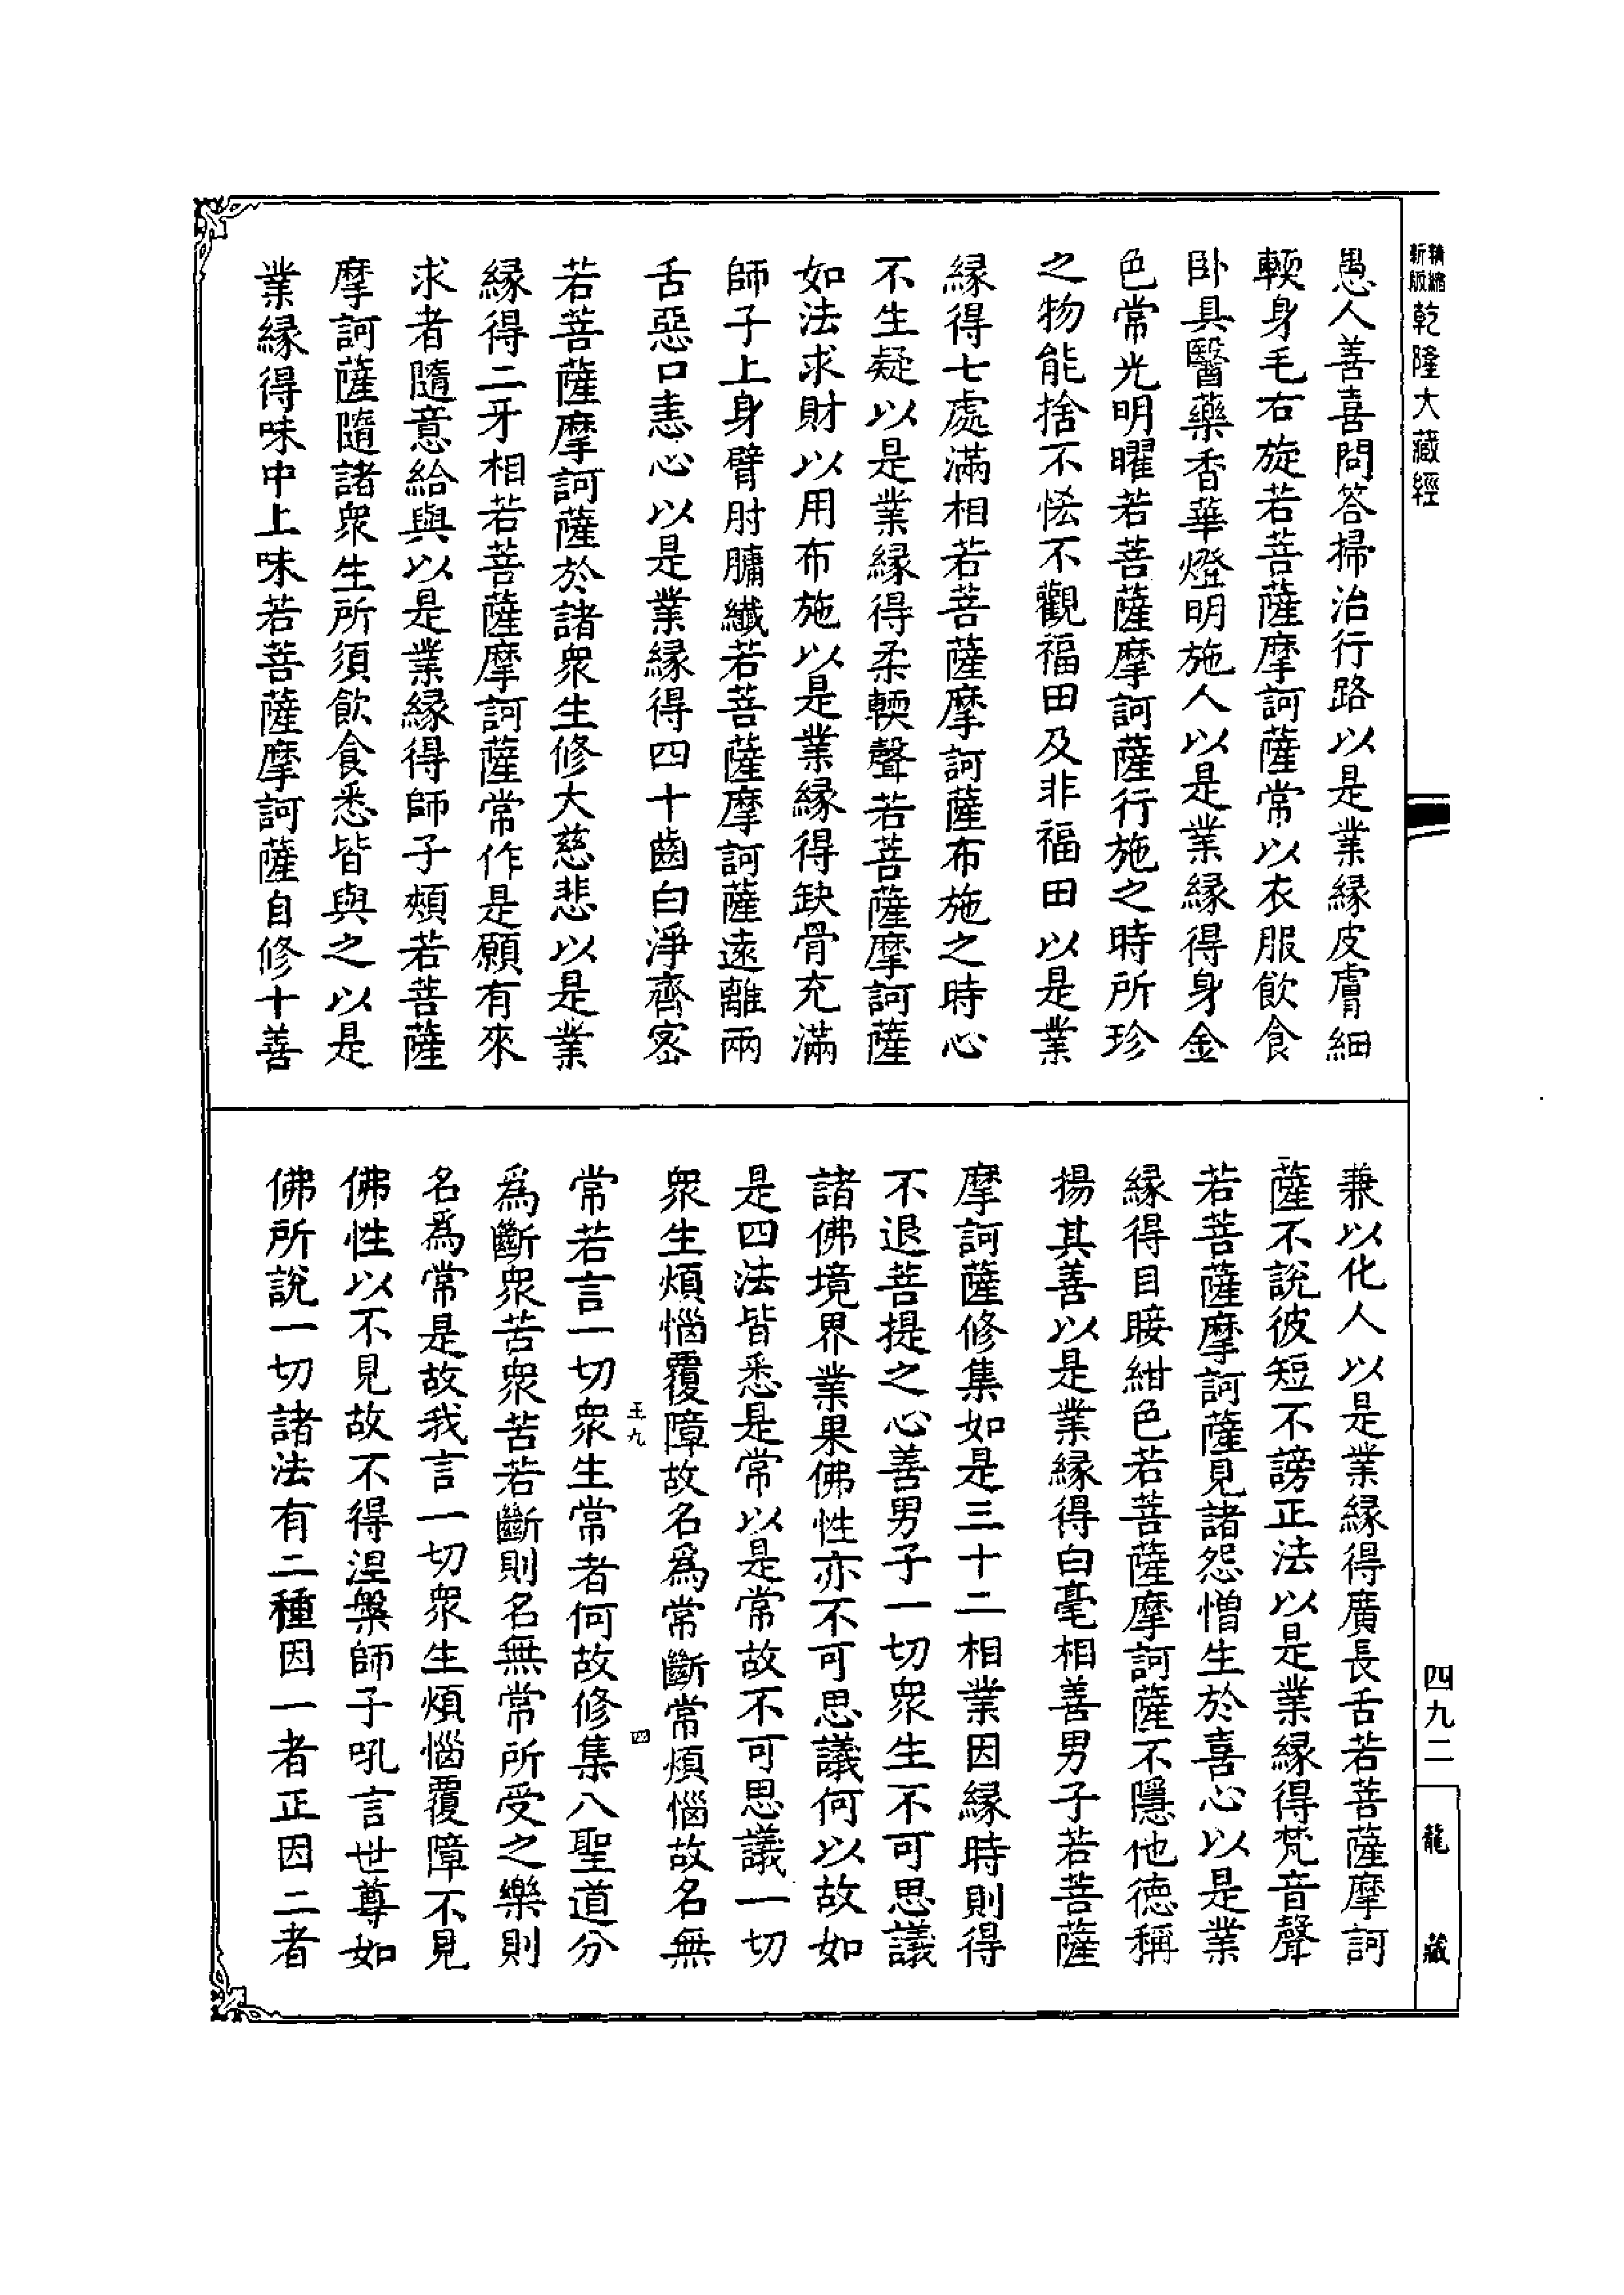 精縮新版乾隆大藏經
愚人善喜問答掃治行路以是業縁皮膚細
輭身毛右旋若菩薩摩訶薩常以衣服飲食
卧具醫藥香華燈明施人以是業縁得身金
色常光明曜若菩薩摩訶薩行施之時所珍
之物能捨不恡不觀福田及非福田以是業
縁得七處滿相若菩薩摩訶薩布施之時心
不生疑以是業縁得柔輭聲若菩薩摩訶薩
如法求財以用布施以是業縁得缺骨充滿
師子上身臂肘𦟛纖若菩薩摩訶薩遠離兩
舌惡口恚心以是業縁得四十齒白淨齊密
若菩薩摩訶薩於諸衆生修大慈悲以是業
縁得二牙相若菩薩摩訶薩常作是願有來
求者隨意給與以是業縁得師子頰若菩薩
摩訶薩隨諸衆生所須飲食悉皆與之以是
業縁得味中上味若菩薩摩訶薩自修十善
兼以化人以是業縁得廣長舌若菩薩摩訶
薩不說彼短不謗正法以是業縁得梵音聲
若菩薩摩訶薩見諸怨憎生於喜心以是業
縁得目睫紺色若菩薩摩訶薩不隱他德稱
揚其善以是業縁得白毫相善男子若菩薩
摩訶薩修集如是三十二相業因縁時則得
不退菩提之心善男子一切衆生不可思議
諸佛境界業果佛性亦不可思議何以故如
是四法皆悉是常以是常故不可思議一切
衆生煩惱覆障故名爲常斷常煩惱故名無
王九 四
常若言一切衆生常者何故修集八聖道分
爲斷衆苦衆苦若斷則名無常所受之樂則
名爲常是故我言一切衆生煩惱覆障不見
佛性以不見故不得涅槃師子吼言世尊如
佛所說一切諸法有二種因一者正因二者
四九二
龍藏